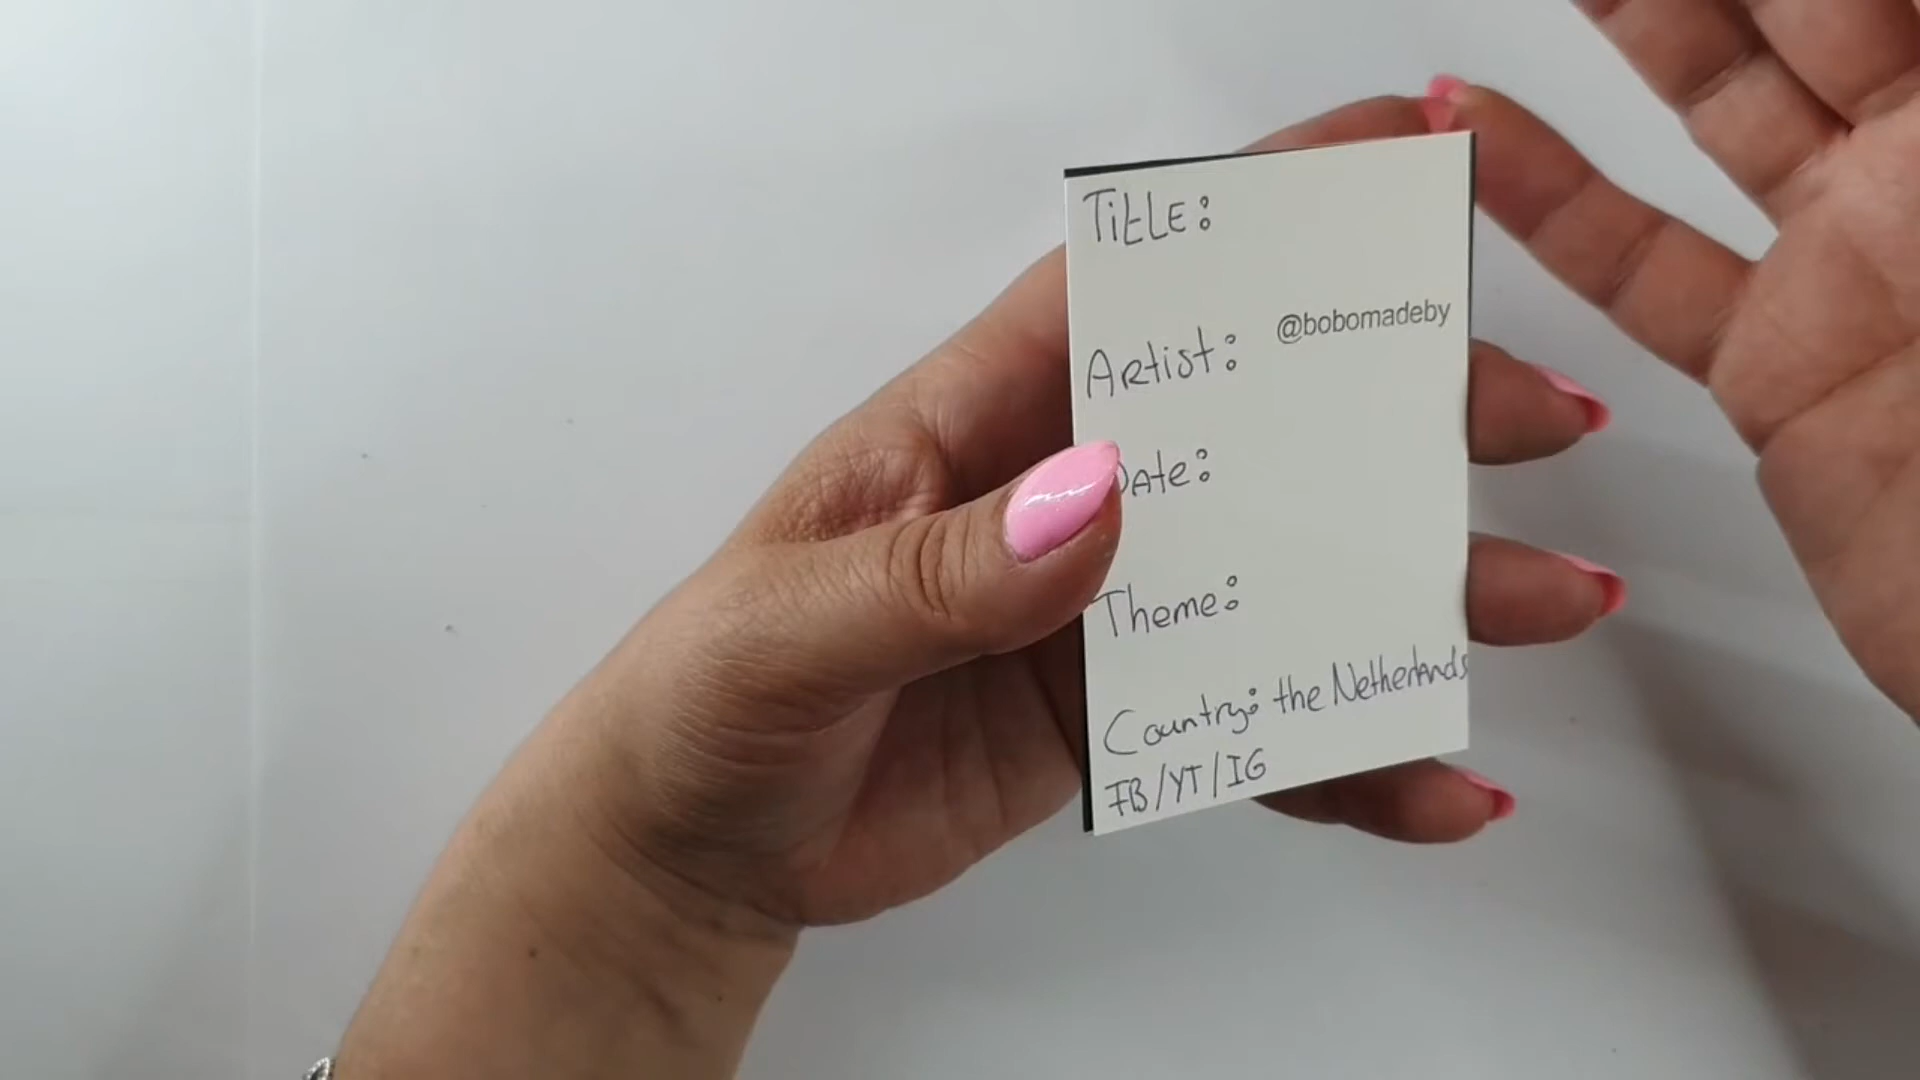 Title:
@bobomadeby
Artist:
Date:
Theme:
Country: the Netherlands
FB/YT/IG